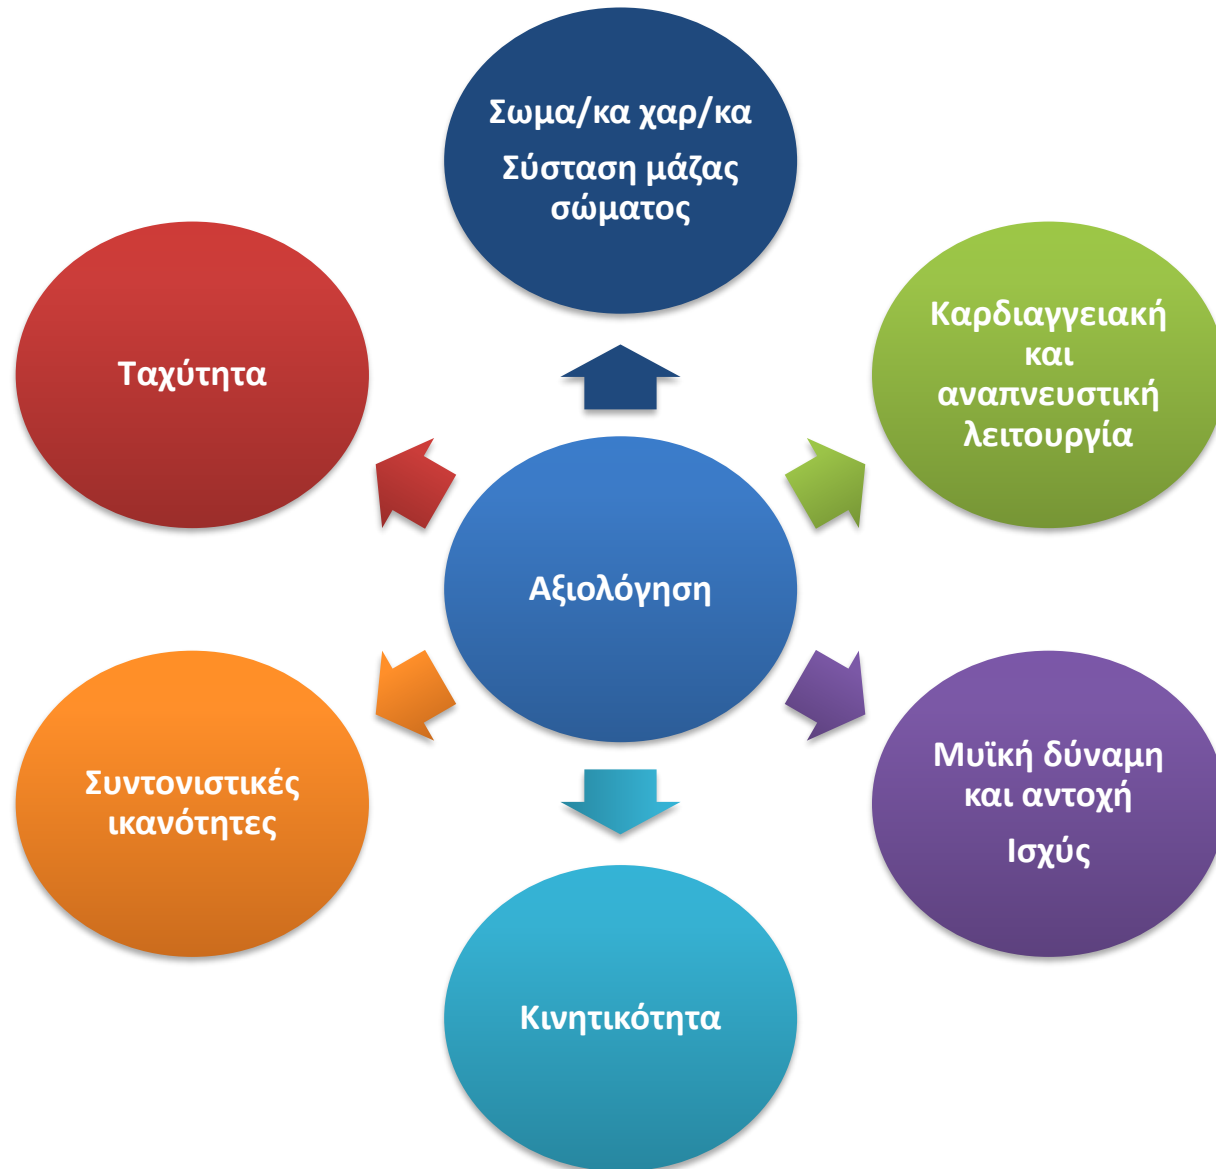 Σωμα/κα χαρ/κα
Σύσταση μάζας
σώματος
Καρδιαγγειακή
και
αναπνευστική
λειτουργία
Ταχύτητα
Αξιολόγηση
Μυϊκή δύναμη
και αντοχή
Ισχύς
Συντονιστικές
ικανότητες
Κινητικότητα